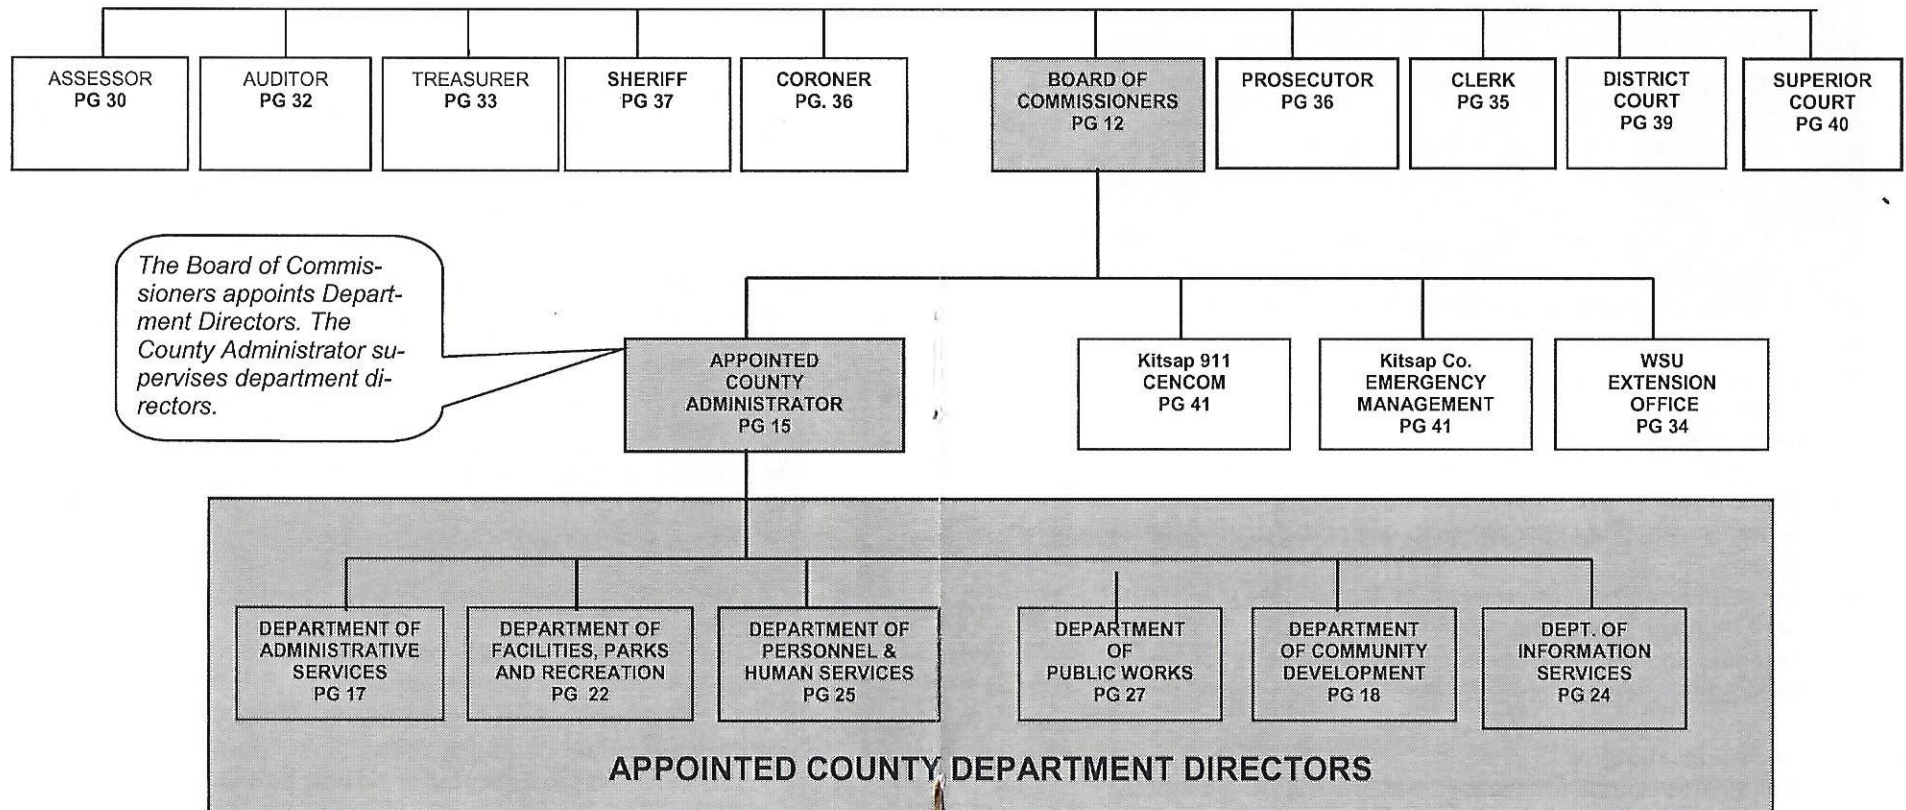 ASSESSOR
PG 30
AUDITOR
PG 32
TREASURER
PG 33
SHERIFF
PG 37
CORONER
PG. 36
BOARD OF
COMMISSIONERS
PG 12
PROSECUTOR
PG 36
CLERK
PG 35
DISTRICT
COURT
PG 39
SUPERIOR
COURT
PG 40
The Board of Commis-
sioners appoints Depart-
ment Directors. The
County Administrator su-
pervises department di-
rectors.
APPOINTED
COUNTY
ADMINISTRATOR
PG 15
Kitsap 911
CENCOM
PG 41
Kitsap Co.
EMERGENCY
MANAGEMENT
PG 41
WSU
EXTENSION
OFFICE
PG 34
DEPARTMENT OF
ADMINISTRATIVE
SERVICES
PG 17
DEPARTMENT OF
FACILITIES, PARKS
AND RECREATION
PG 22
DEPARTMENT OF
PERSONNEL &
HUMAN SERVICES
PG 25
DEPARTMENT
OF
PUBLIC WORKS
PG 27
DEPARTMENT
OF COMMUNITY
DEVELOPMENT
PG 18
DEPT. OF
INFORMATION
SERVICES
PG 24
APPOINTED COUNTY DEPARTMENT DIRECTORS